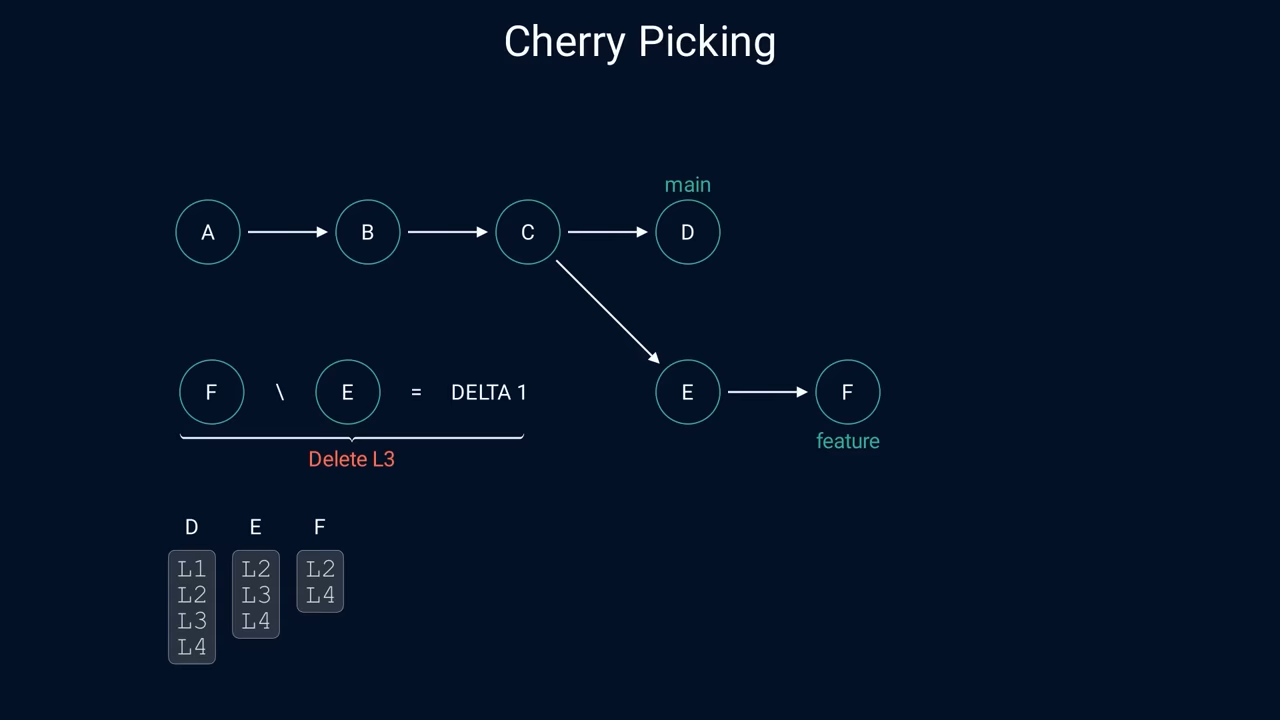 Cherry Picking
main
A B C D
F \ E = DELTA 1 E F
feature
Delete L3
D E F
L1 L2 L2
L2 L3 L4
L3 L4
L4